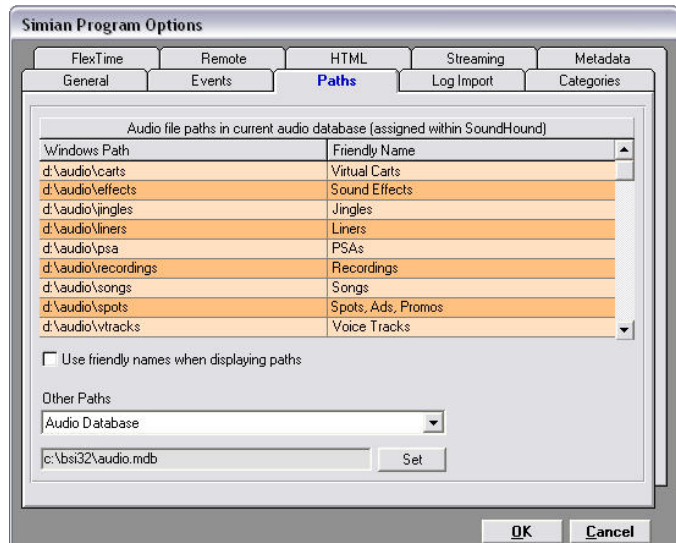 Simian Program Options
FlexTime Remote HTML Streaming Metadata
General Events Paths Log Import Categories
Audio file paths in current audio database (assigned within SoundHound)
Windows Path Friendly Name
d:\audio\carts Virtual Carts
d:\audio\effects Sound Effects
d:\audio\jingles Jingles
d:\audio\liners Liners
d:\audio\psa PSAs
d:\audio\recordings Recordings
d:\audio\songs Songs
d:\audio\spots Spots, Ads, Promos
d:\audio\vtracks Voice Tracks
Use friendly names when displaying paths
Other Paths
Audio Database
c:\bsi32\audio.mdb Set
OK Cancel